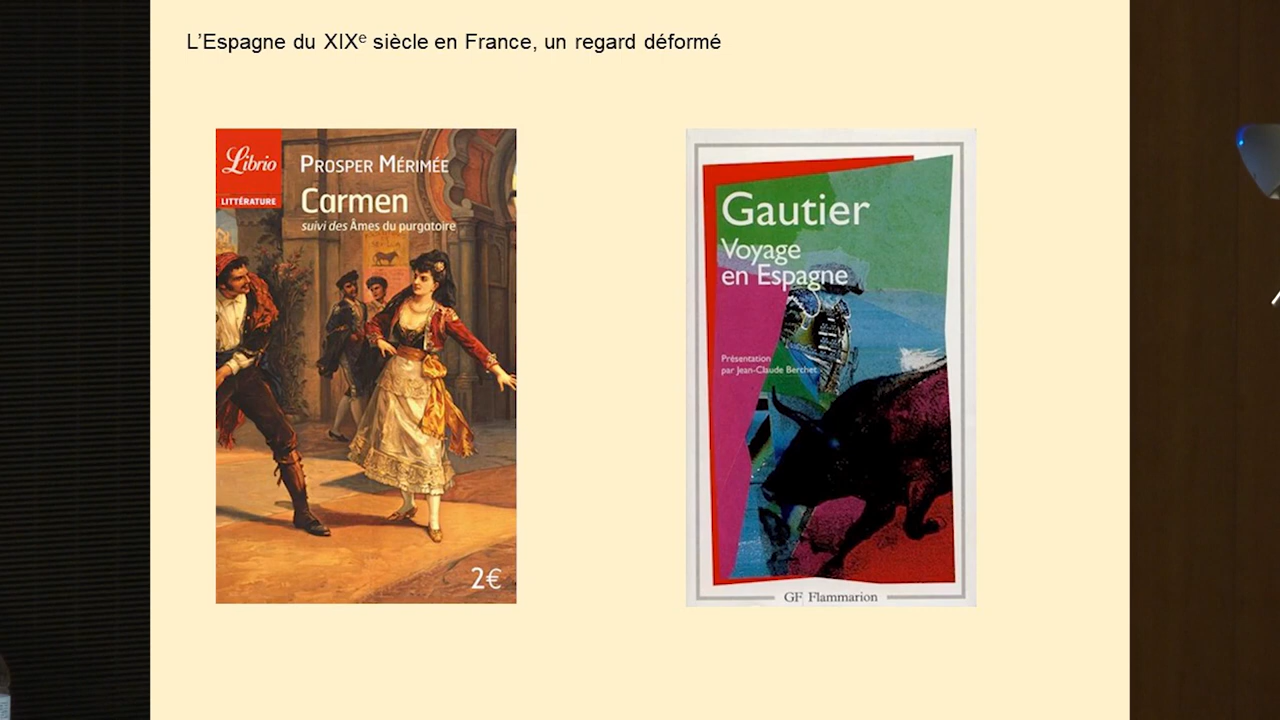 L’Espagne du XIXᵉ siècle en France, un regard déformé
Librio
LITTÉRATURE
PROSPER MÉRIMÉE
Carmen
suivi des Âmes du purgatoire
2€
Gautier
Voyage
en Espagne
Présentation
par Jean-Claude Berchet
GF Flammarion